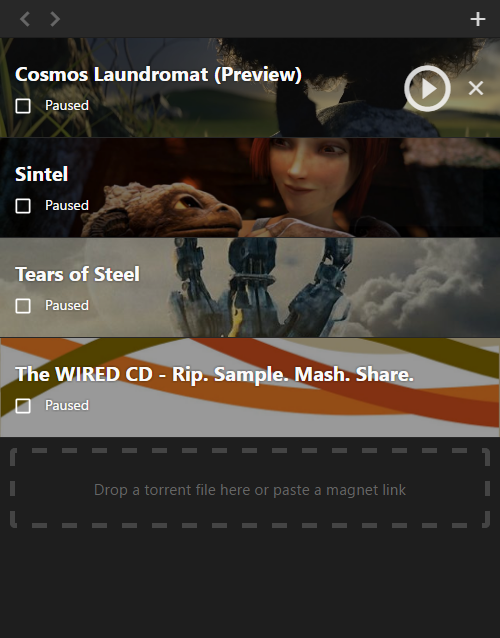 Cosmos Laundromat (Preview)
Paused
Sintel
Paused
Tears of Steel
Paused
The WIRED CD - Rip. Sample. Mash. Share.
Paused
Drop a torrent file here or paste a magnet link